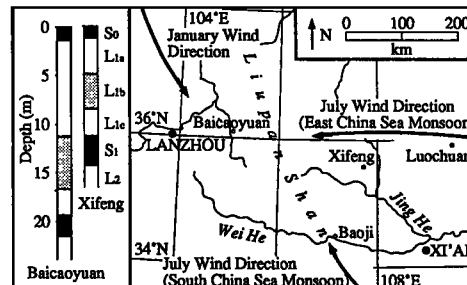 0
5
10
15
20
Depth (m)
S0
L1a
L1b
L1c
S1
L2
Xifeng
Baicaoyuan
104°E
January Wind
Direction
Liupan Shan
N
0 100 200
km
36°N
Baicaoyuan
LANZHOU
July Wind Direction
(East China Sea Monsoon)
Xifeng
Luochuan
Jing He
Wei He
Baoji
XI'AN
34°N
July Wind Direction
(South China Sea Monsoon)
108°E